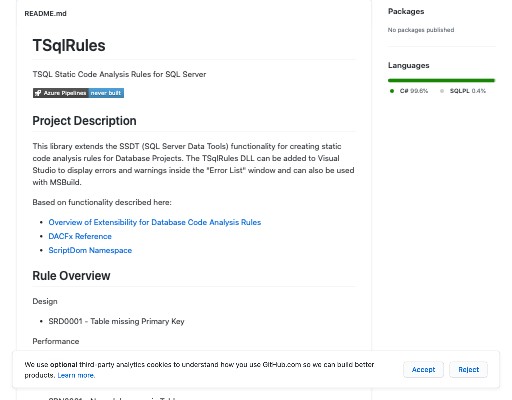 README.md
TSqlRules
TSQL Static Code Analysis Rules for SQL Server
Azure Pipelines never built
Project Description
This library extends the SSDT (SQL Server Data Tools) functionality for creating static
code analysis rules for Database Projects. The TSqlRules DLL can be added to Visual
Studio to display errors and warnings inside the "Error List" window and can also be used
with MSBuild.
Based on functionality described here:
• Overview of Extensibility for Database Code Analysis Rules
• DACFx Reference
• ScriptDom Namespace
Rule Overview
Design
• SRD0001 - Table missing Primary Key
Performance
We use optional third-party analytics cookies to understand how you use GitHub.com so we can build better
products. Learn more.
Accept
Reject
Packages
No packages published
Languages
C# 99.6%
SQLPL 0.4%